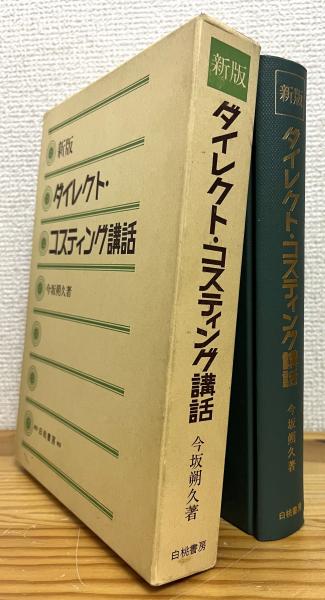 新版
ダイレクト・
コスティング講話
今坂朔久著
白桃書房
新版
ダイレクト・コスティング講話
今坂朔久著
白桃書房
新版
ダイレクト・コスティング講話
今坂朔久著
白桃書房